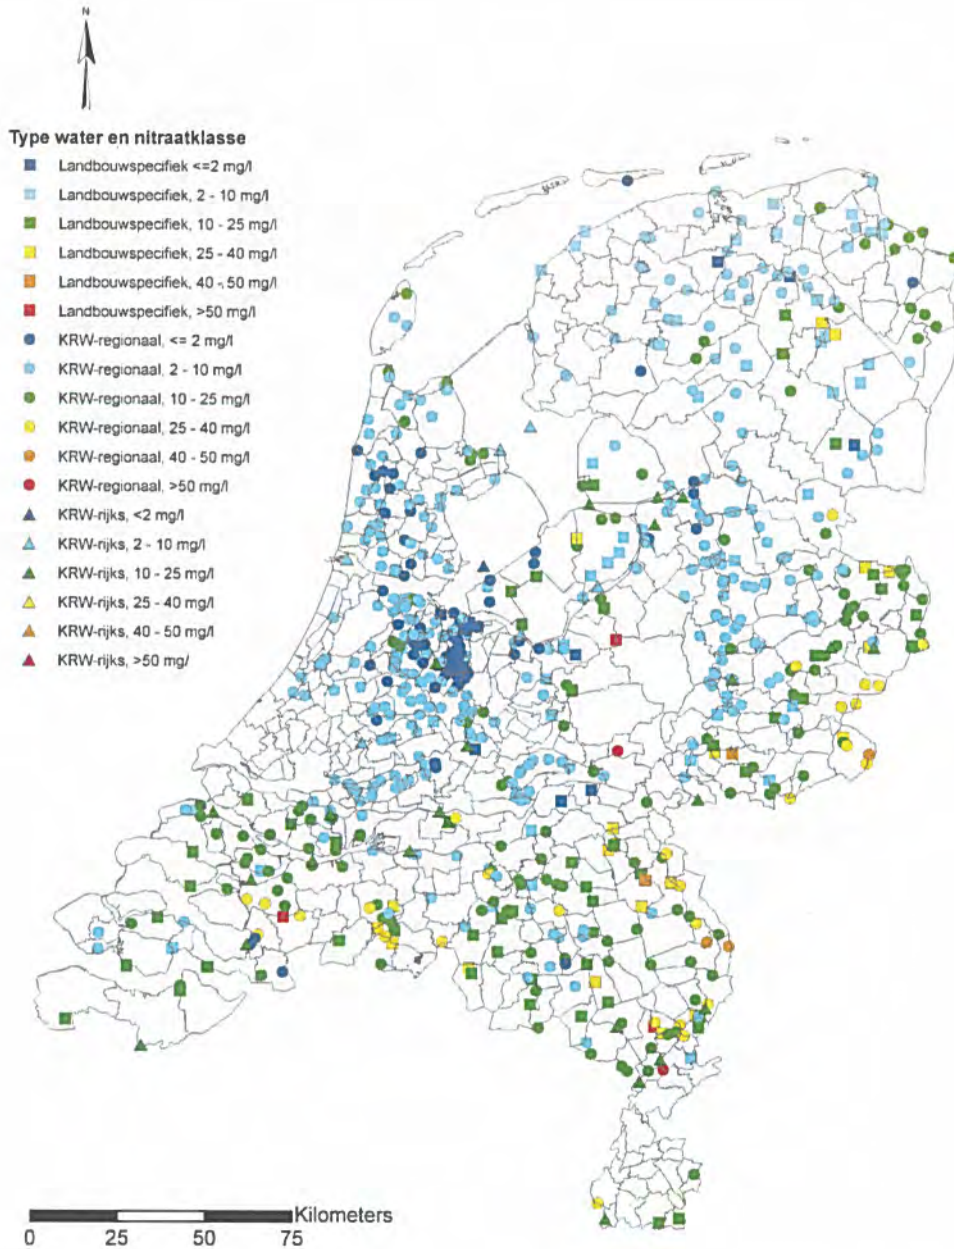 N
Type water en nitraatklasse
Landbouwspecifiek <=2 mg/l
Landbouwspecifiek, 2 - 10 mg/l
Landbouwspecifiek, 10 - 25 mg/l
Landbouwspecifiek, 25 - 40 mg/l
Landbouwspecifiek, 40 - 50 mg/l
Landbouwspecifiek, >50 mg/l
KRW-regionaal, <= 2 mg/l
KRW-regionaal, 2 - 10 mg/l
KRW-regionaal, 10 - 25 mg/l
KRW-regionaal, 25 - 40 mg/l
KRW-regionaal, 40 - 50 mg/l
KRW-regionaal, >50 mg/l
KRW-rijks, <2 mg/l
KRW-rijks, 2 - 10 mg/l
KRW-rijks, 10 - 25 mg/l
KRW-rijks, 25 - 40 mg/l
KRW-rijks, 40 - 50 mg/l
KRW-rijks, >50 mg/
Kilometers
0 25 50 75